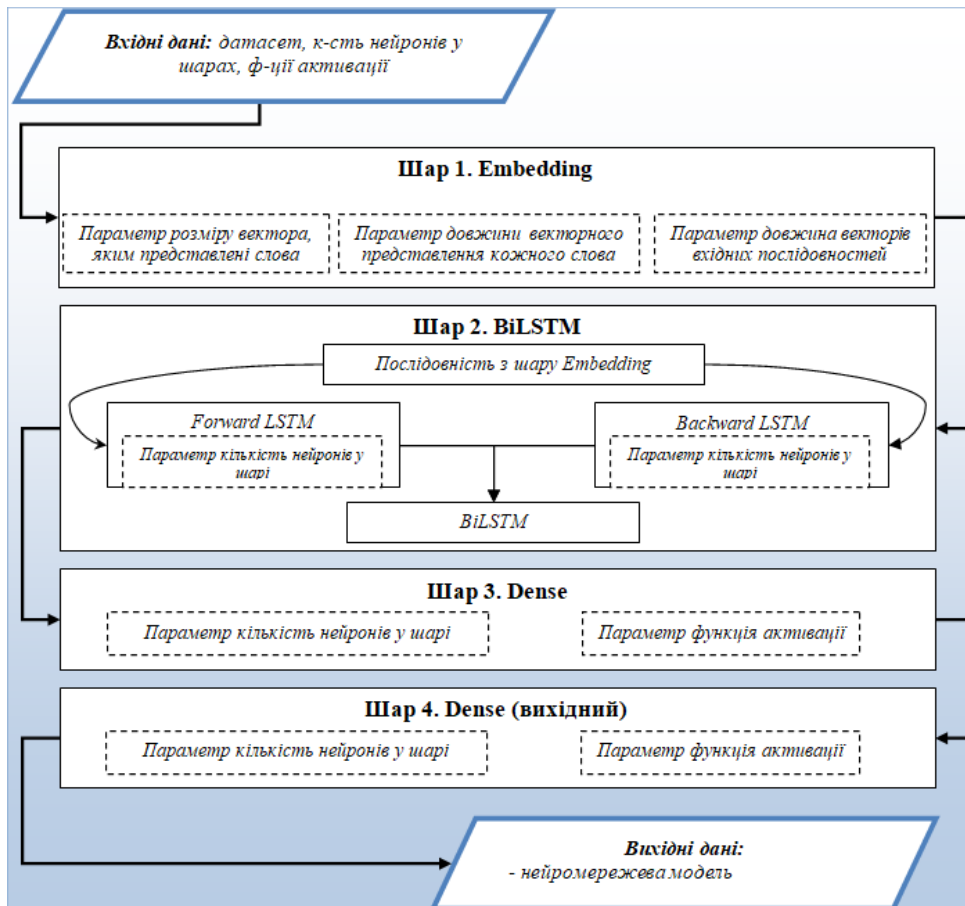 Вхідні дані: датасет, к-сть нейронів у
шарах, ф-ції активації
Шар 1. Embedding
Параметр розміру вектора,
яким представлені слова
Параметр довжини векторного
представлення кожного слова
Параметр довжина векторів
вхідних послідовностей
Шар 2. BiLSTM
Послідовність з шару Embedding
Forward LSTM
Параметр кількість нейронів у
шарі
Backward LSTM
Параметр кількість нейронів у
шарі
BiLSTM
Шар 3. Dense
Параметр кількість нейронів у шарі
Параметр функція активації
Шар 4. Dense (вихідний)
Параметр кількість нейронів у шарі
Параметр функція активації
Вихідні дані:
- нейромережева модель